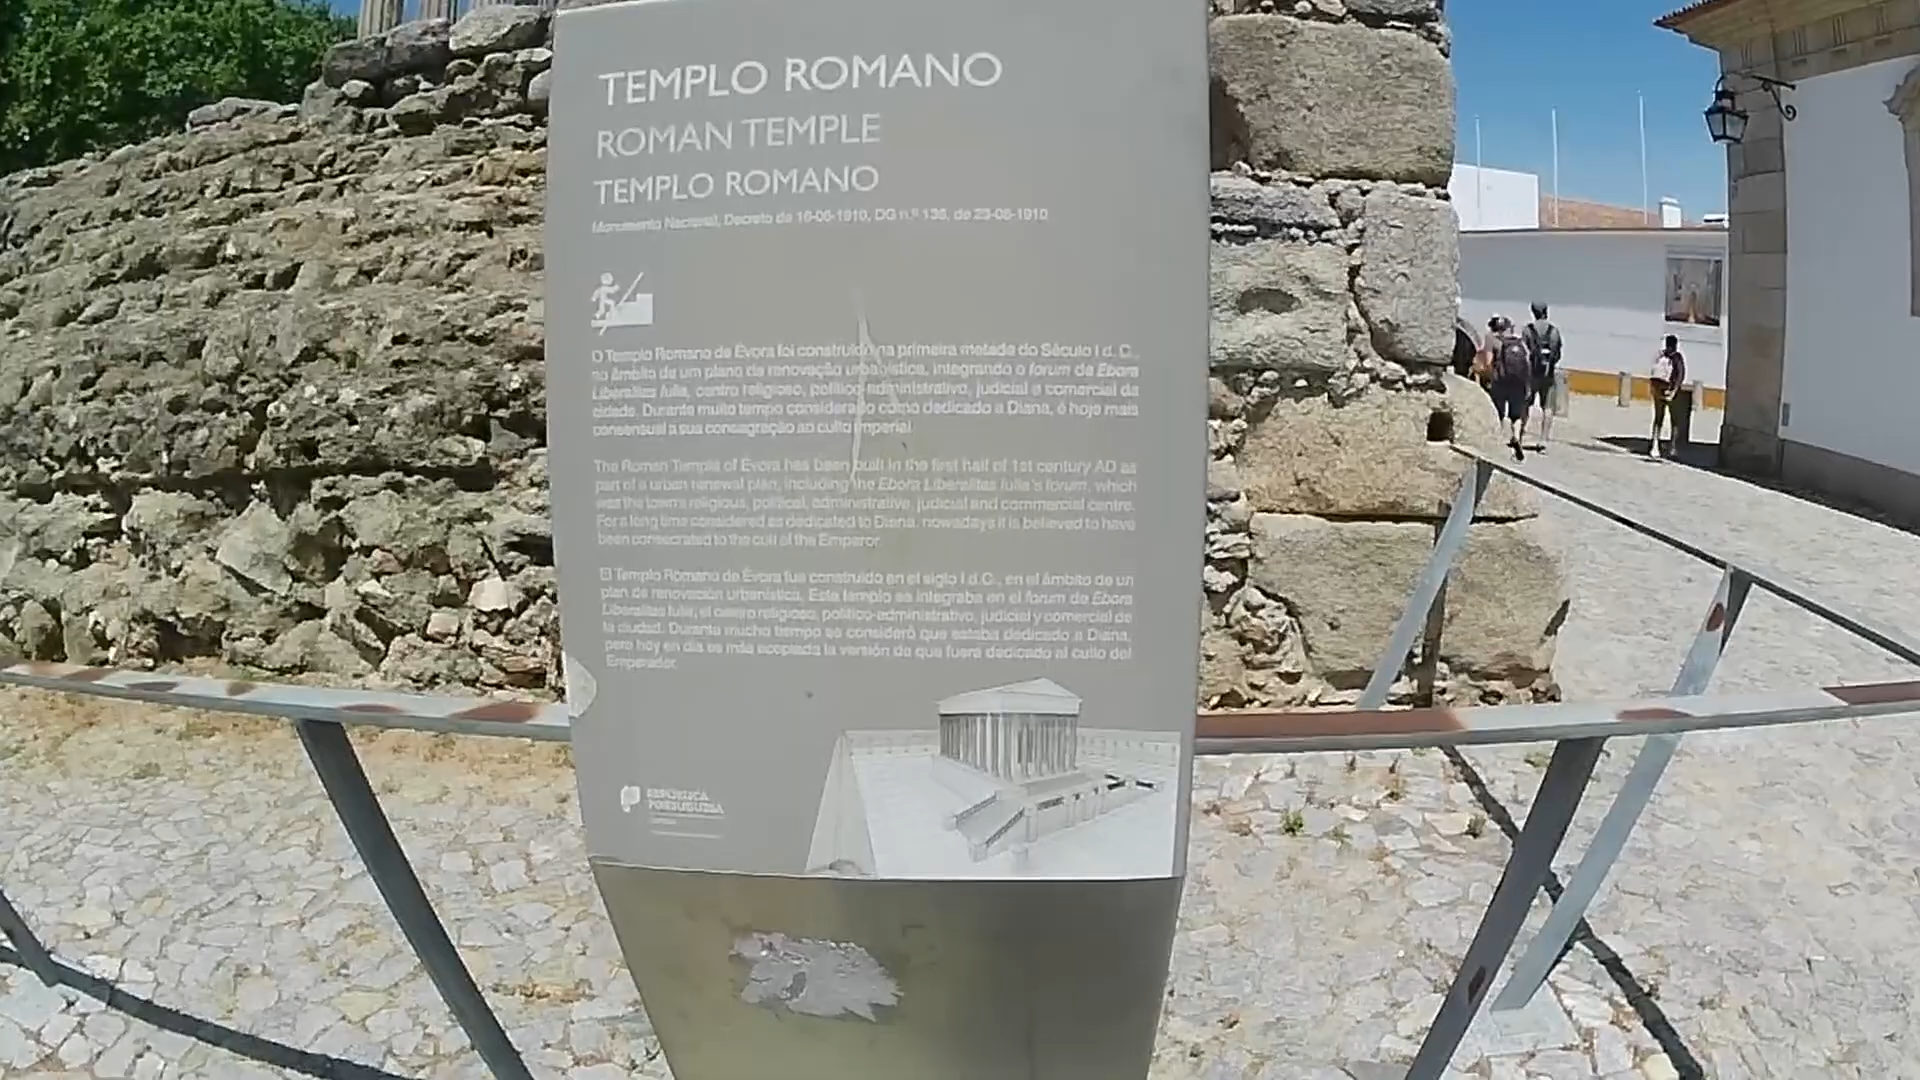 TEMPLO ROMANO
ROMAN TEMPLE
TEMPLO ROMANO
Monumento Nacional, Decreto de 16-06-1910, DG n.º 136, de 23-06-1910
O Templo Romano de Évora foi construído na primeira metade do Século I d. C.,
no âmbito de um plano de renovação urbanística, integrando o forum de Ebora
Liberalitas Iulia, centro religioso, político-administrativo, judicial e comercial da
cidade. Durante muito tempo considerado como dedicado a Diana, é hoje mais
consensual a sua consagração ao culto imperial.
The Roman Temple of Évora has been built in the first half of 1st century AD as
part of a urban renewal plan, including the Ebora Liberalitas Iulia's forum, which
was the towns religious, political, administrative, judicial and commercial centre.
For a long time considered as dedicated to Diana, nowadays it is believed to have
been consecrated to the cult of the Emperor.
El Templo Romano de Évora fue construido en el siglo I d.C., en el ámbito de un
plan de renovación urbanística. Este templo se integraba en el forum de Ebora
Liberalitas Iulia, el centro religioso, político-administrativo, judicial y comercial de
la ciudad. Durante mucho tiempo se consideró que estaba dedicado a Diana,
pero hoy en día es más aceptada la versión de que fuera dedicado al culto del
Emperador.
REPÚBLICA
PORTUGUESA